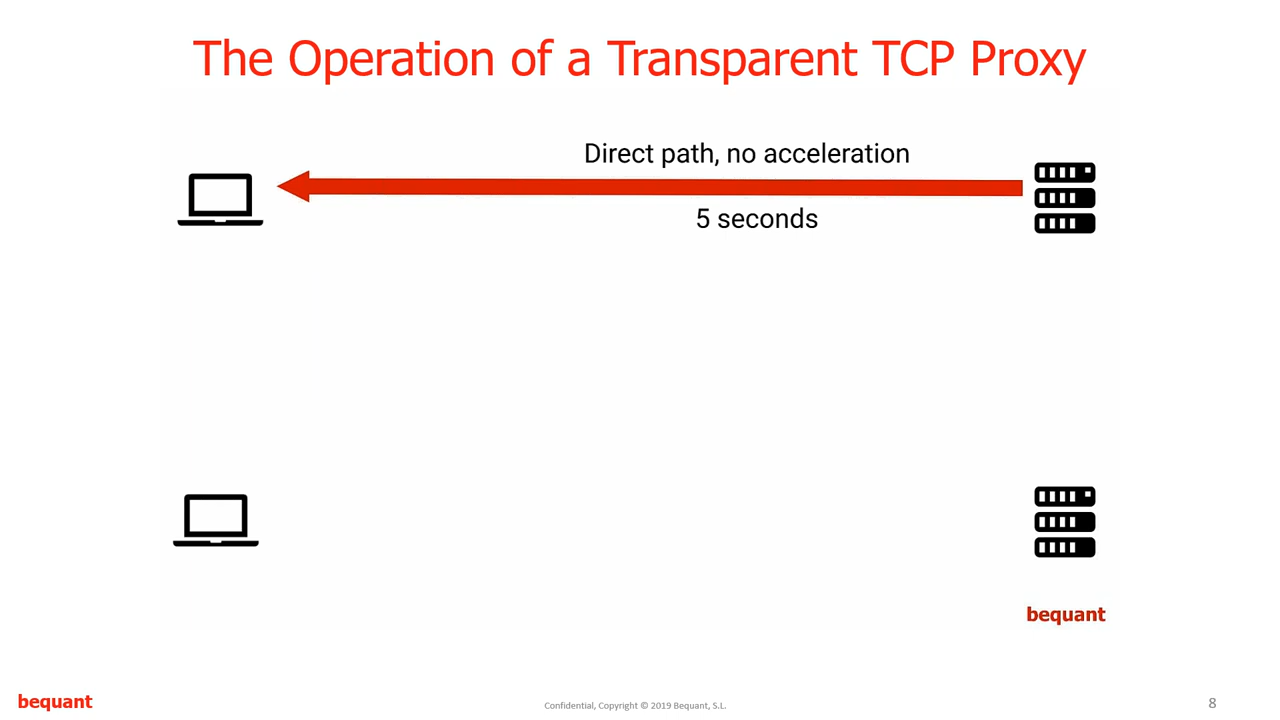 The Operation of a Transparent TCP Proxy
Direct path, no acceleration
5 seconds
bequant
bequant
Confidential, Copyright © 2019 Bequant, S.L.
8